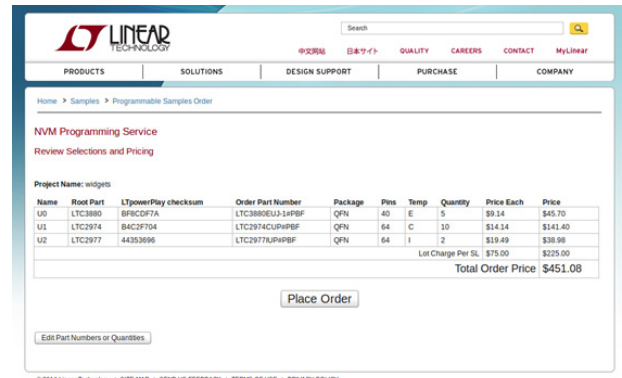 LINEAR
TECHNOLOGY
Search
中文网站 日本サイト QUALITY CAREERS CONTACT MyLinear
PRODUCTS SOLUTIONS DESIGN SUPPORT PURCHASE COMPANY
Home > Samples > Programmable Samples Order
NVM Programming Service
Review Selections and Pricing
Project Name: widgets
Name Root Part LTpowerPlay checksum Order Part Number Package Pins Temp Quantity Price Each Price
U0 LTC3880 BF8CDF7A LTC3880EUJ-1#PBF QFN 40 E 5 $9.14 $45.70
U1 LTC2974 B4C2F704 LTC2974CUP#PBF QFN 64 C 10 $14.14 $141.40
U2 LTC2977 44353696 LTC2977IUP#PBF QFN 64 I 2 $19.49 $38.98
Lot Charge Per SL $75.00 $225.00
Total Order Price $451.08
Place Order
Edit Part Numbers or Quantities